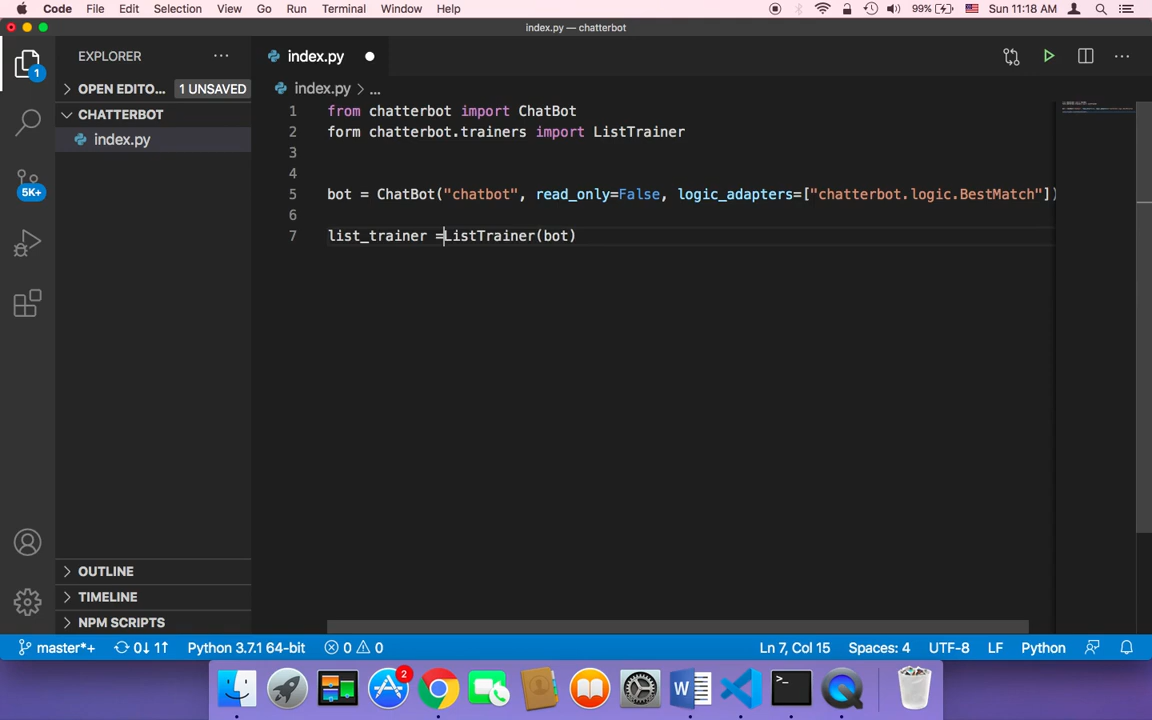 Code File Edit Selection View Go Run Terminal Window Help 99% Sun 11:18 AM
index.py — chatterbot
EXPLORER ...
index.py
OPEN EDITO... 1 UNSAVED
index.py > ...
CHATTERBOT
index.py
1 from chatterbot import ChatBot
2 form chatterbot.trainers import ListTrainer
3
4
5 bot = ChatBot("chatbot", read_only=False, logic_adapters=["chatterbot.logic.BestMatch"])
6
7 list_trainer =ListTrainer(bot)
1
5K+
OUTLINE
TIMELINE
NPM SCRIPTS
master*+ 0↓ 1↑ Python 3.7.1 64-bit 0 0 Ln 7, Col 15 Spaces: 4 UTF-8 LF Python
2
W
>_